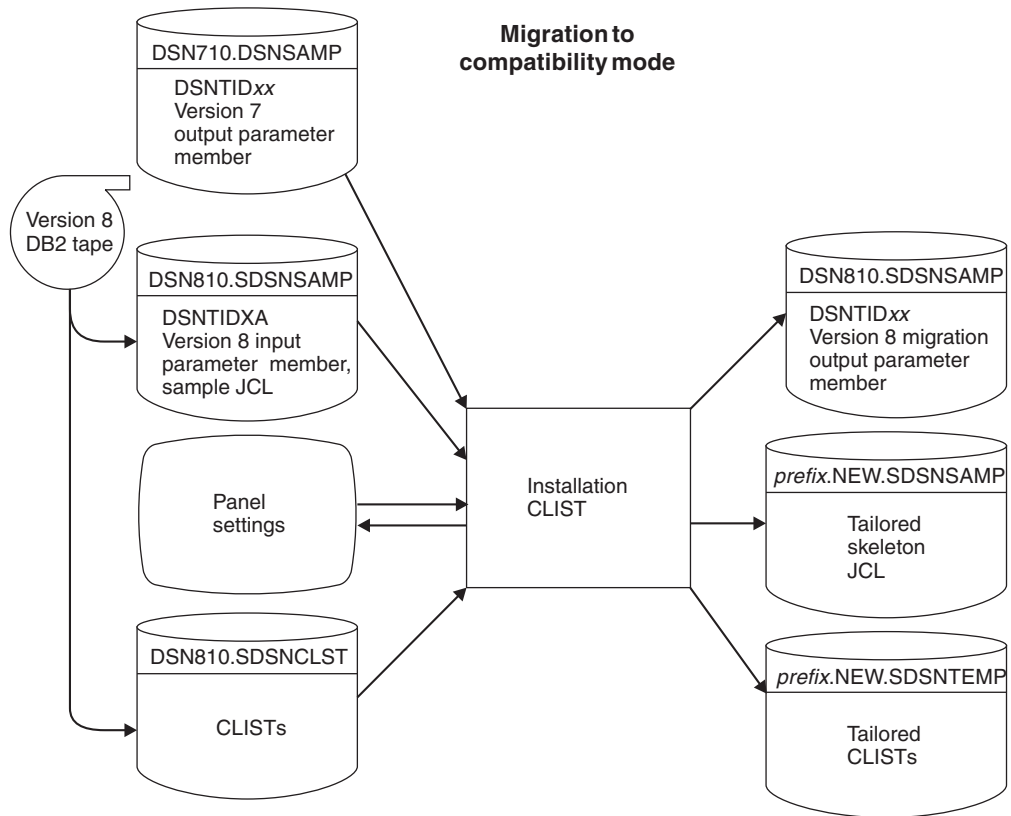 Migration to
compatibility mode
DSN710.DSNSAMP
DSNTIDxx
Version 7
output parameter
member
Version 8
DB2 tape
DSN810.SDSNSAMP
DSNTIDXA
Version 8 input
parameter member,
sample JCL
Panel
settings
DSN810.SDSNCLST
CLISTs
Installation
CLIST
DSN810.SDSNSAMP
DSNTIDxx
Version 8 migration
output parameter
member
prefix.NEW.SDSNSAMP
Tailored
skeleton
JCL
prefix.NEW.SDSNTEMP
Tailored
CLISTs